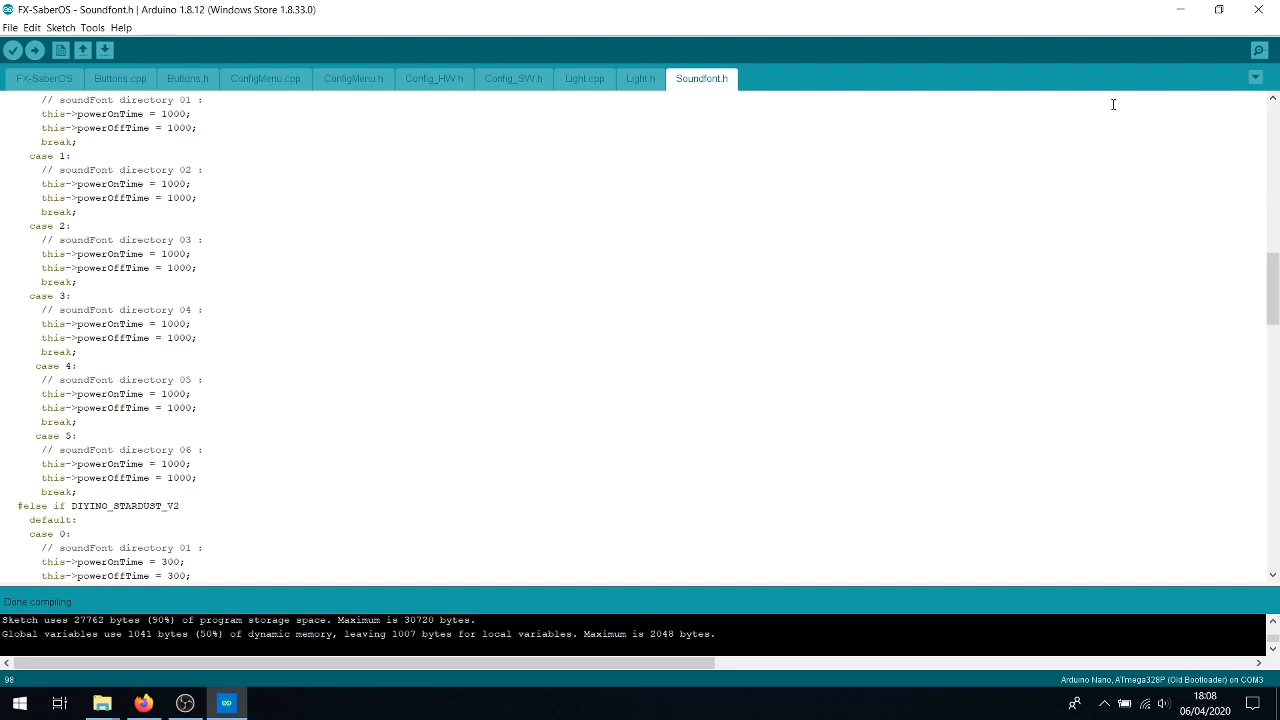 FX-SaberOS - Soundfont.h | Arduino 1.8.12 (Windows Store 1.8.33.0)
File Edit Sketch Tools Help
FX-SaberOS Buttons.cpp Buttons.h ConfigMenu.cpp ConfigMenu.h Config_HW.h Config_SW.h Light.cpp Light.h Soundfont.h
// soundFont directory 01 :
this->powerOnTime = 1000;
this->powerOffTime = 1000;
break;
case 1:
// soundFont directory 02 :
this->powerOnTime = 1000;
this->powerOffTime = 1000;
break;
case 2:
// soundFont directory 03 :
this->powerOnTime = 1000;
this->powerOffTime = 1000;
break;
case 3:
// soundFont directory 04 :
this->powerOnTime = 1000;
this->powerOffTime = 1000;
break;
case 4:
// soundFont directory 05 :
this->powerOnTime = 1000;
this->powerOffTime = 1000;
break;
case 5:
// soundFont directory 06 :
this->powerOnTime = 1000;
this->powerOffTime = 1000;
break;
#else if DIYINO_STARDUST_V2
default:
case 0:
// soundFont directory 01 :
this->powerOnTime = 300;
this->powerOffTime = 300;
Done compiling
Sketch uses 27762 bytes (90%) of program storage space. Maximum is 30720 bytes.
Global variables use 1041 bytes (50%) of dynamic memory, leaving 1007 bytes for local variables. Maximum is 2048 bytes.
98
Arduino Nano, ATmega328P (Old Bootloader) on COM3
18:08
06/04/2020